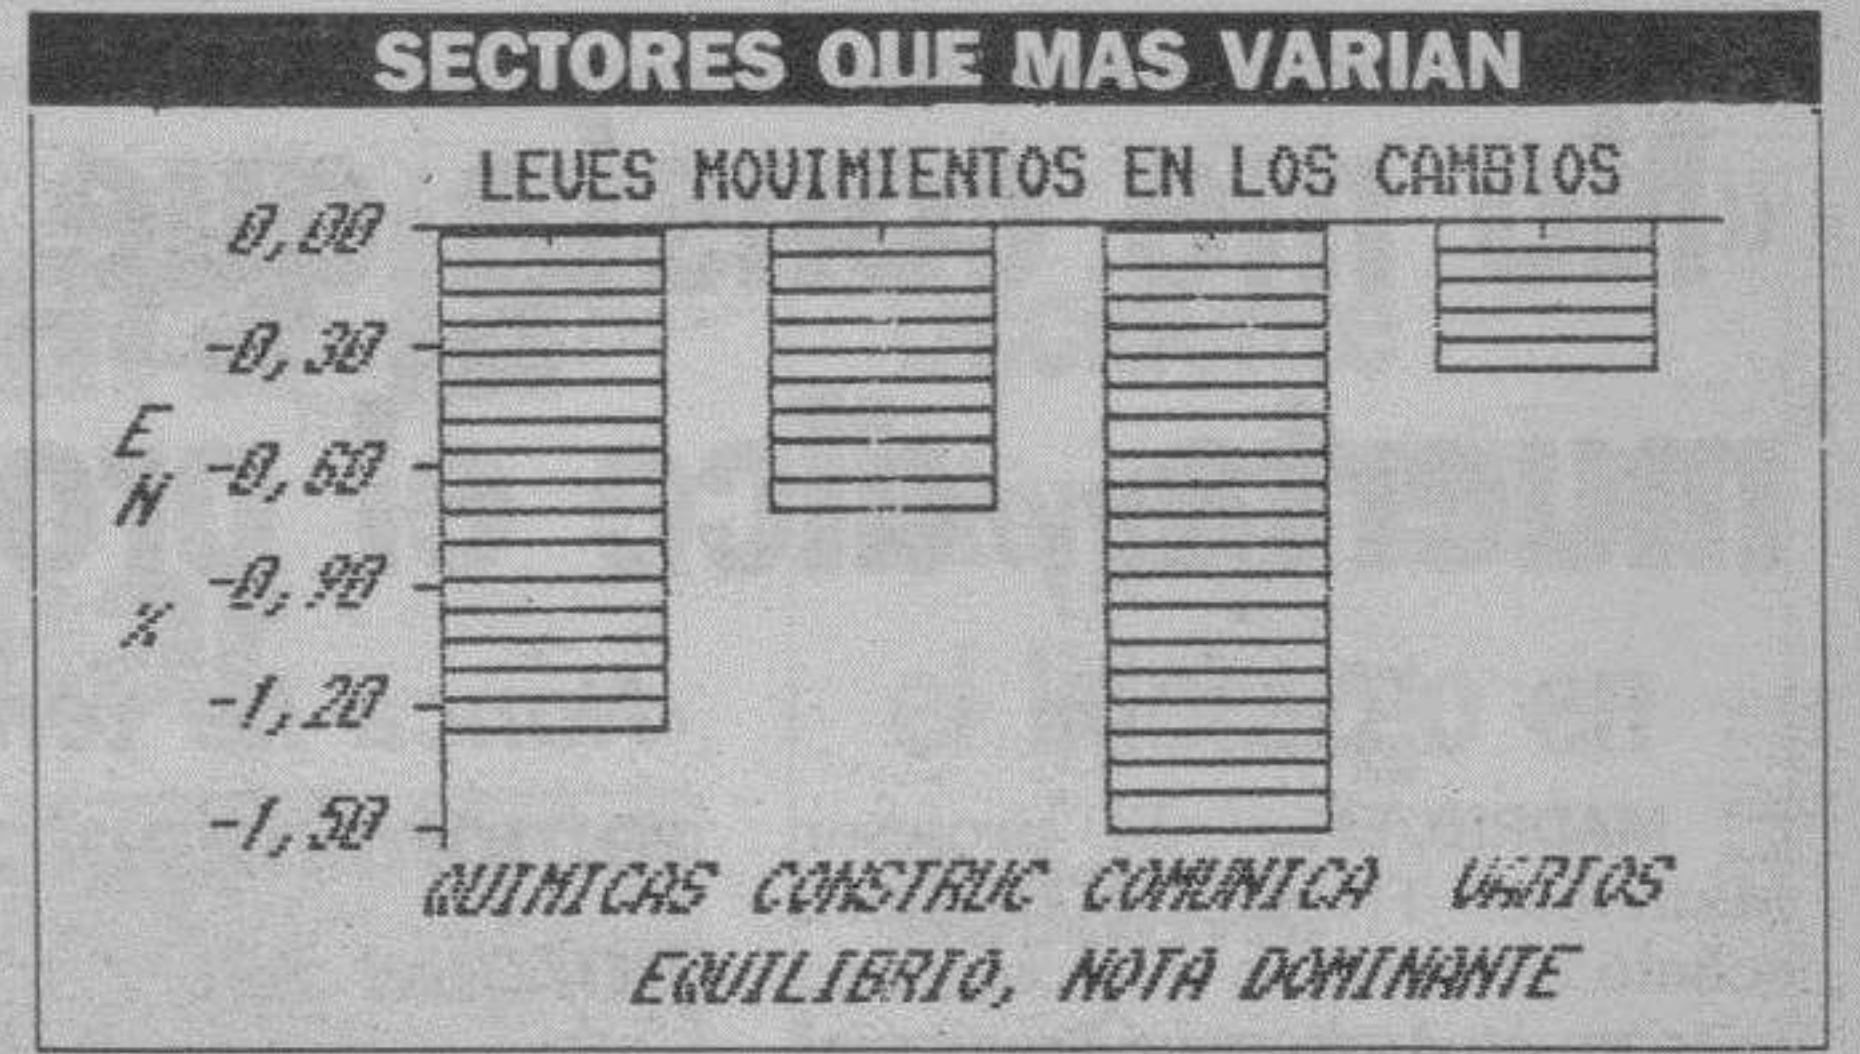 SECTORES QUE MAS VARIAN
LEVES MOVIMIENTOS EN LOS CAMBIOS
0,00
-0,30
-0,60
-0,90
-1,20
-1,50
EN %
QUIMICAS CONSTRUC COMUNICA VARIOS
EQUILIBRIO, NOTA DOMINANTE